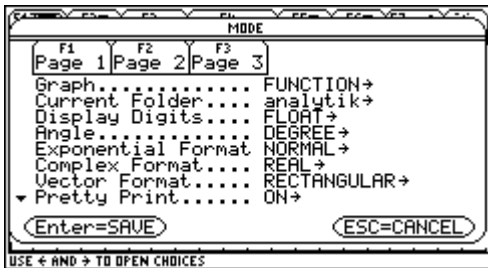 MODE
F1 F2 F3
Page 1 Page 2 Page 3
Graph.............. FUNCTION→
Current Folder.... analytik→
Display Digits.... FLOAT→
Angle.............. DEGREE→
Exponential Format NORMAL→
Complex Format.... REAL→
Vector Format..... RECTANGULAR→
Pretty Print...... ON→
Enter=SAVE ESC=CANCEL
USE ← AND → TO OPEN CHOICES